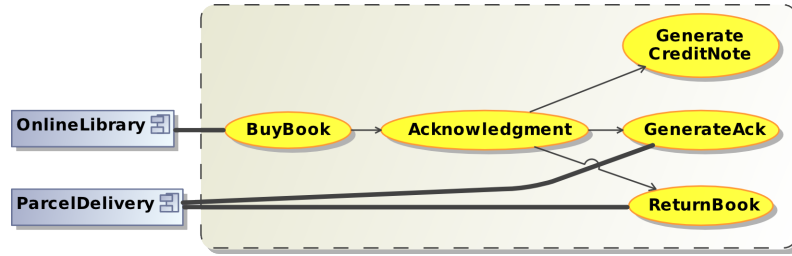 Generate
CreditNote
OnlineLibrary
BuyBook
Acknowledgment
GenerateAck
ParcelDelivery
ReturnBook